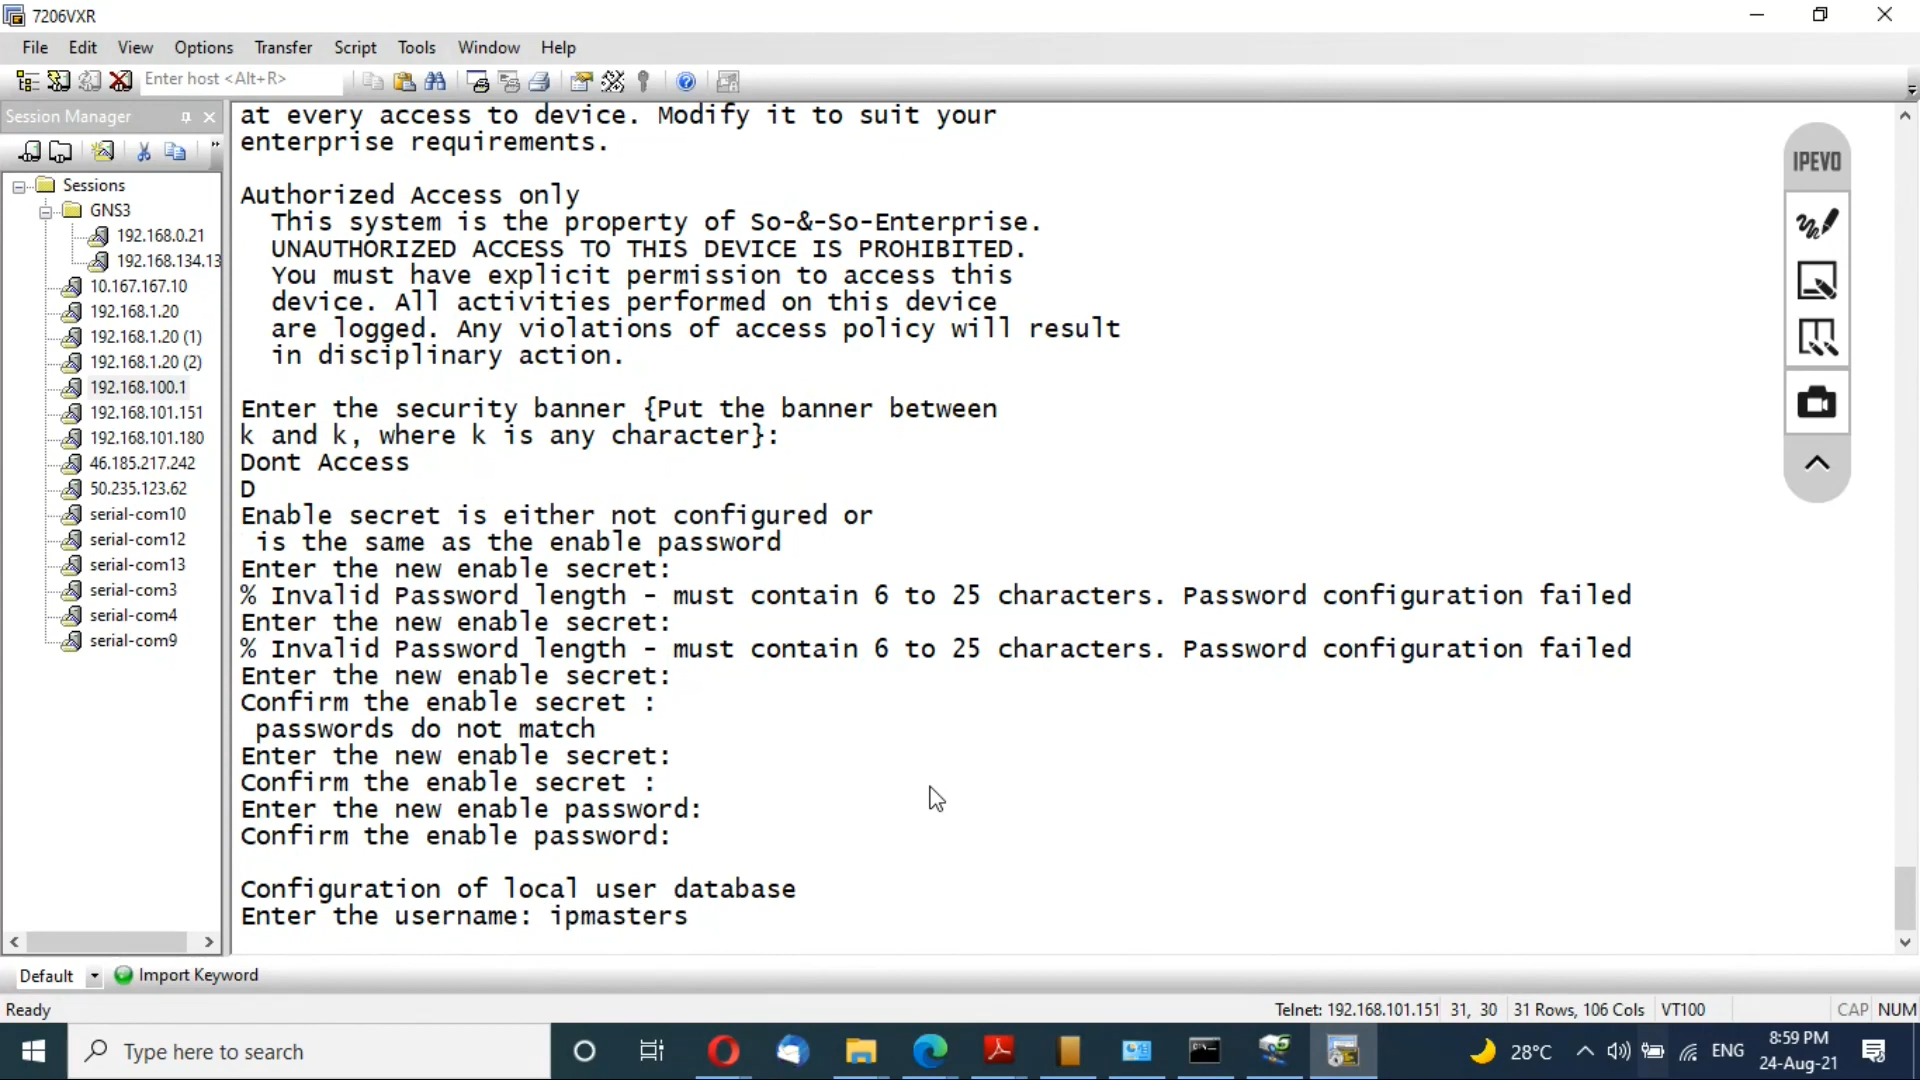 7206VXR
File Edit View Options Transfer Script Tools Window Help
Enter host <Alt+R>
Session Manager
Sessions
GNS3
192.168.0.21
192.168.134.13
10.167.167.10
192.168.1.20
192.168.1.20 (1)
192.168.1.20 (2)
192.168.100.1
192.168.101.151
192.168.101.180
46.185.217.242
50.235.123.62
serial-com10
serial-com12
serial-com13
serial-com3
serial-com4
serial-com9
at every access to device. Modify it to suit your
enterprise requirements.
Authorized Access only
This system is the property of So-&-So-Enterprise.
UNAUTHORIZED ACCESS TO THIS DEVICE IS PROHIBITED.
You must have explicit permission to access this
device. All activities performed on this device
are logged. Any violations of access policy will result
in disciplinary action.
Enter the security banner {Put the banner between
k and k, where k is any character}:
Dont Access
D
Enable secret is either not configured or
is the same as the enable password
Enter the new enable secret:
% Invalid Password length - must contain 6 to 25 characters. Password configuration failed
Enter the new enable secret:
% Invalid Password length - must contain 6 to 25 characters. Password configuration failed
Enter the new enable secret:
Confirm the enable secret :
passwords do not match
Enter the new enable secret:
Confirm the enable secret :
Enter the new enable password:
Confirm the enable password:
Configuration of local user database
Enter the username: ipmasters
IPEVO
Default Import Keyword
Ready Telnet: 192.168.101.151 31, 30 31 Rows, 106 Cols VT100 CAP NUM
Type here to search 28°C ENG 8:59 PM
24-Aug-21